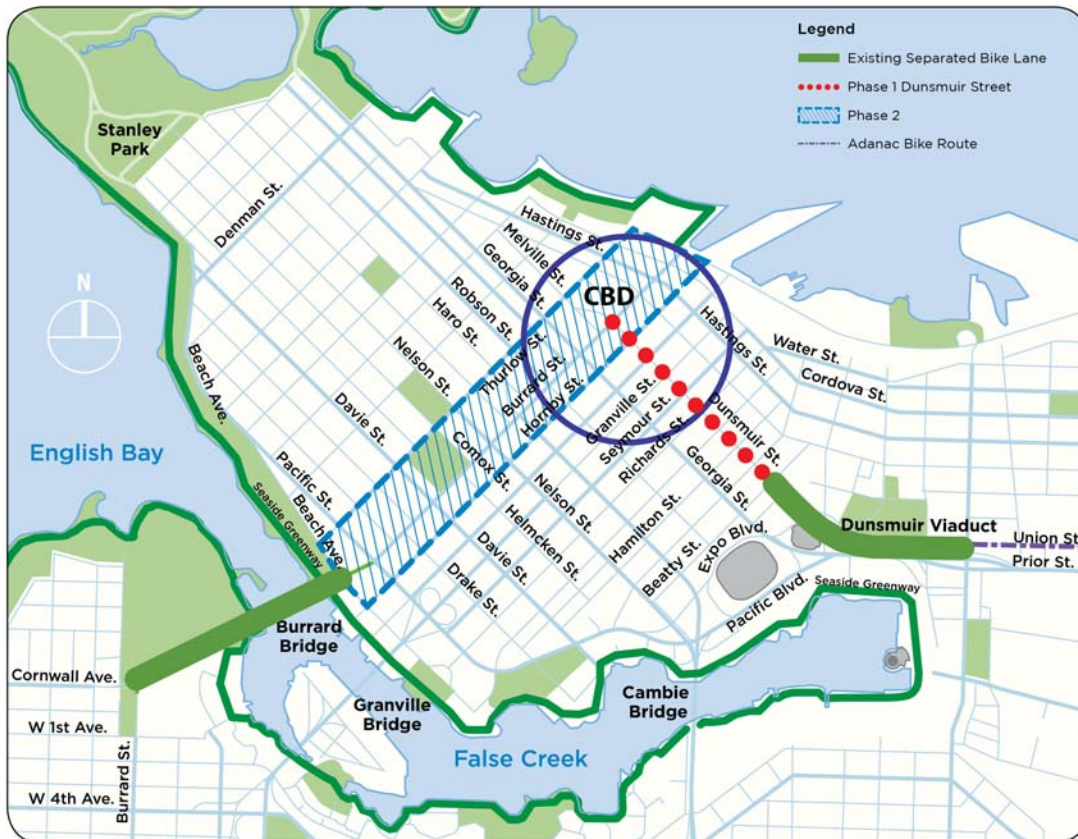 Legend
Existing Separated Bike Lane
Phase 1 Dunsmuir Street
Phase 2
Adanac Bike Route
Stanley
Park
Denman St.
Hastings St.
Melville St.
Georgia St.
Robson St.
Haro St.
CBD
N
Thurlow St.
Burrard St.
Hornby St.
Hastings St.
Water St.
Cordova St.
Nelson St.
Davie St.
Beach Ave.
Granville St.
Seymour St.
Richards St.
Dunsmuir St.
Georgia St.
English Bay
Pacific St.
Beach Ave.
Seaside Greenway
Comox St.
Nelson St.
Helmcken St.
Davie St.
Drake St.
Hamilton St.
Beatty St.
Expo Blvd.
Pacific Blvd.
Dunsmuir Viaduct
Union St.
Prior St.
Seaside Greenway
Burrard
Bridge
Granville
Bridge
Cambie
Bridge
False Creek
Cornwall Ave.
W 1st Ave.
W 4th Ave.
Burrard St.